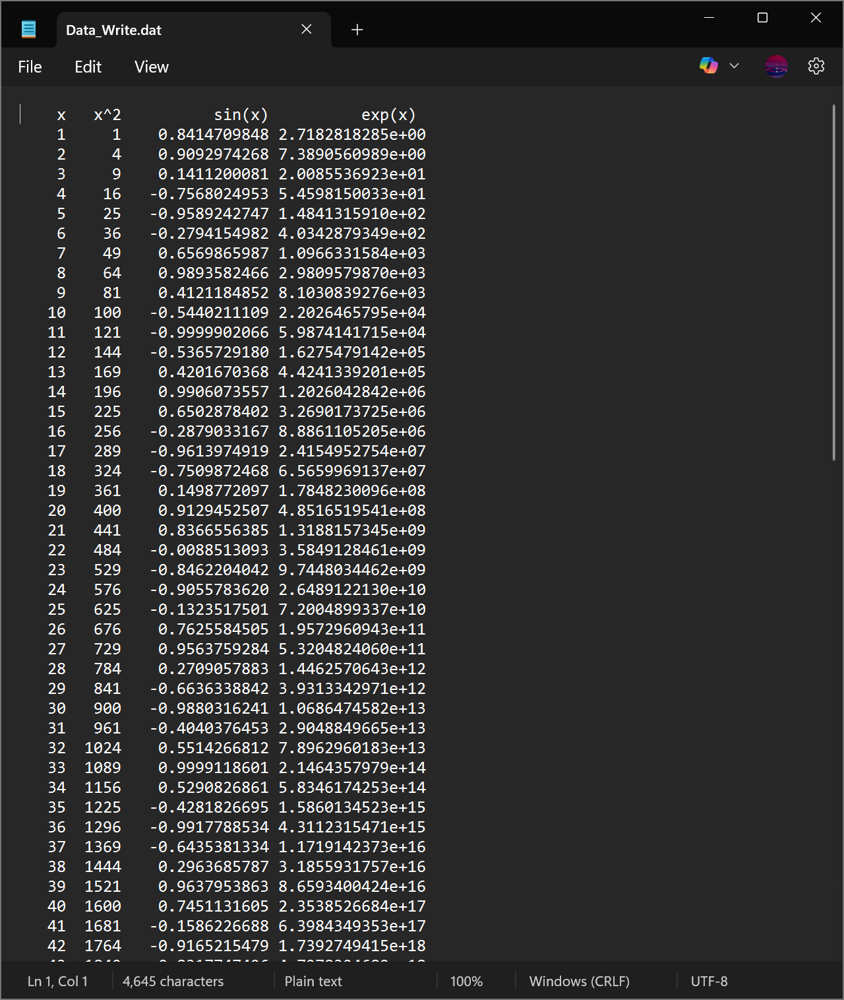 Data_Write.dat
File Edit View
x x^2 sin(x) exp(x)
1 1 0.8414709848 2.7182818285e+00
2 4 0.9092974268 7.3890560989e+00
3 9 0.1411200081 2.0085536923e+01
4 16 -0.7568024953 5.4598150033e+01
5 25 -0.9589242747 1.4841315910e+02
6 36 -0.2794154982 4.0342879349e+02
7 49 0.6569865987 1.0966331584e+03
8 64 0.9893582466 2.9809579870e+03
9 81 0.4121184852 8.1030839276e+03
10 100 -0.5440211109 2.2026465795e+04
11 121 -0.9999902066 5.9874141715e+04
12 144 -0.5365729180 1.6275479142e+05
13 169 0.4201670368 4.4241339201e+05
14 196 0.9906073557 1.2026042842e+06
15 225 0.6502878402 3.2690173725e+06
16 256 -0.2879033167 8.8861105205e+06
17 289 -0.9613974919 2.4154952754e+07
18 324 -0.7509872468 6.5659969137e+07
19 361 0.1498772097 1.7848230096e+08
20 400 0.9129452507 4.8516519541e+08
21 441 0.8366556385 1.3188157345e+09
22 484 -0.0088513093 3.5849128461e+09
23 529 -0.8462204042 9.7448034462e+09
24 576 -0.9055783620 2.6489122130e+10
25 625 -0.1323517501 7.2004899337e+10
26 676 0.7625584505 1.9572960943e+11
27 729 0.9563759284 5.3204824060e+11
28 784 0.2709057883 1.4462570643e+12
29 841 -0.6636338842 3.9313342971e+12
30 900 -0.9880316241 1.0686474582e+13
31 961 -0.4040376453 2.9048849665e+13
32 1024 0.5514266812 7.8962960183e+13
33 1089 0.9999118601 2.1464357979e+14
34 1156 0.5290826861 5.8346174253e+14
35 1225 -0.4281826695 1.5860134523e+15
36 1296 -0.9917788534 4.3112315471e+15
37 1369 -0.6435381334 1.1719142373e+16
38 1444 0.2963685787 3.1855931757e+16
39 1521 0.9637953863 8.6593400424e+16
40 1600 0.7451131605 2.3538526684e+17
41 1681 -0.1586226688 6.3984349353e+17
42 1764 -0.9165215479 1.7392749415e+18
Ln 1, Col 1 4,645 characters Plain text 100% Windows (CRLF) UTF-8